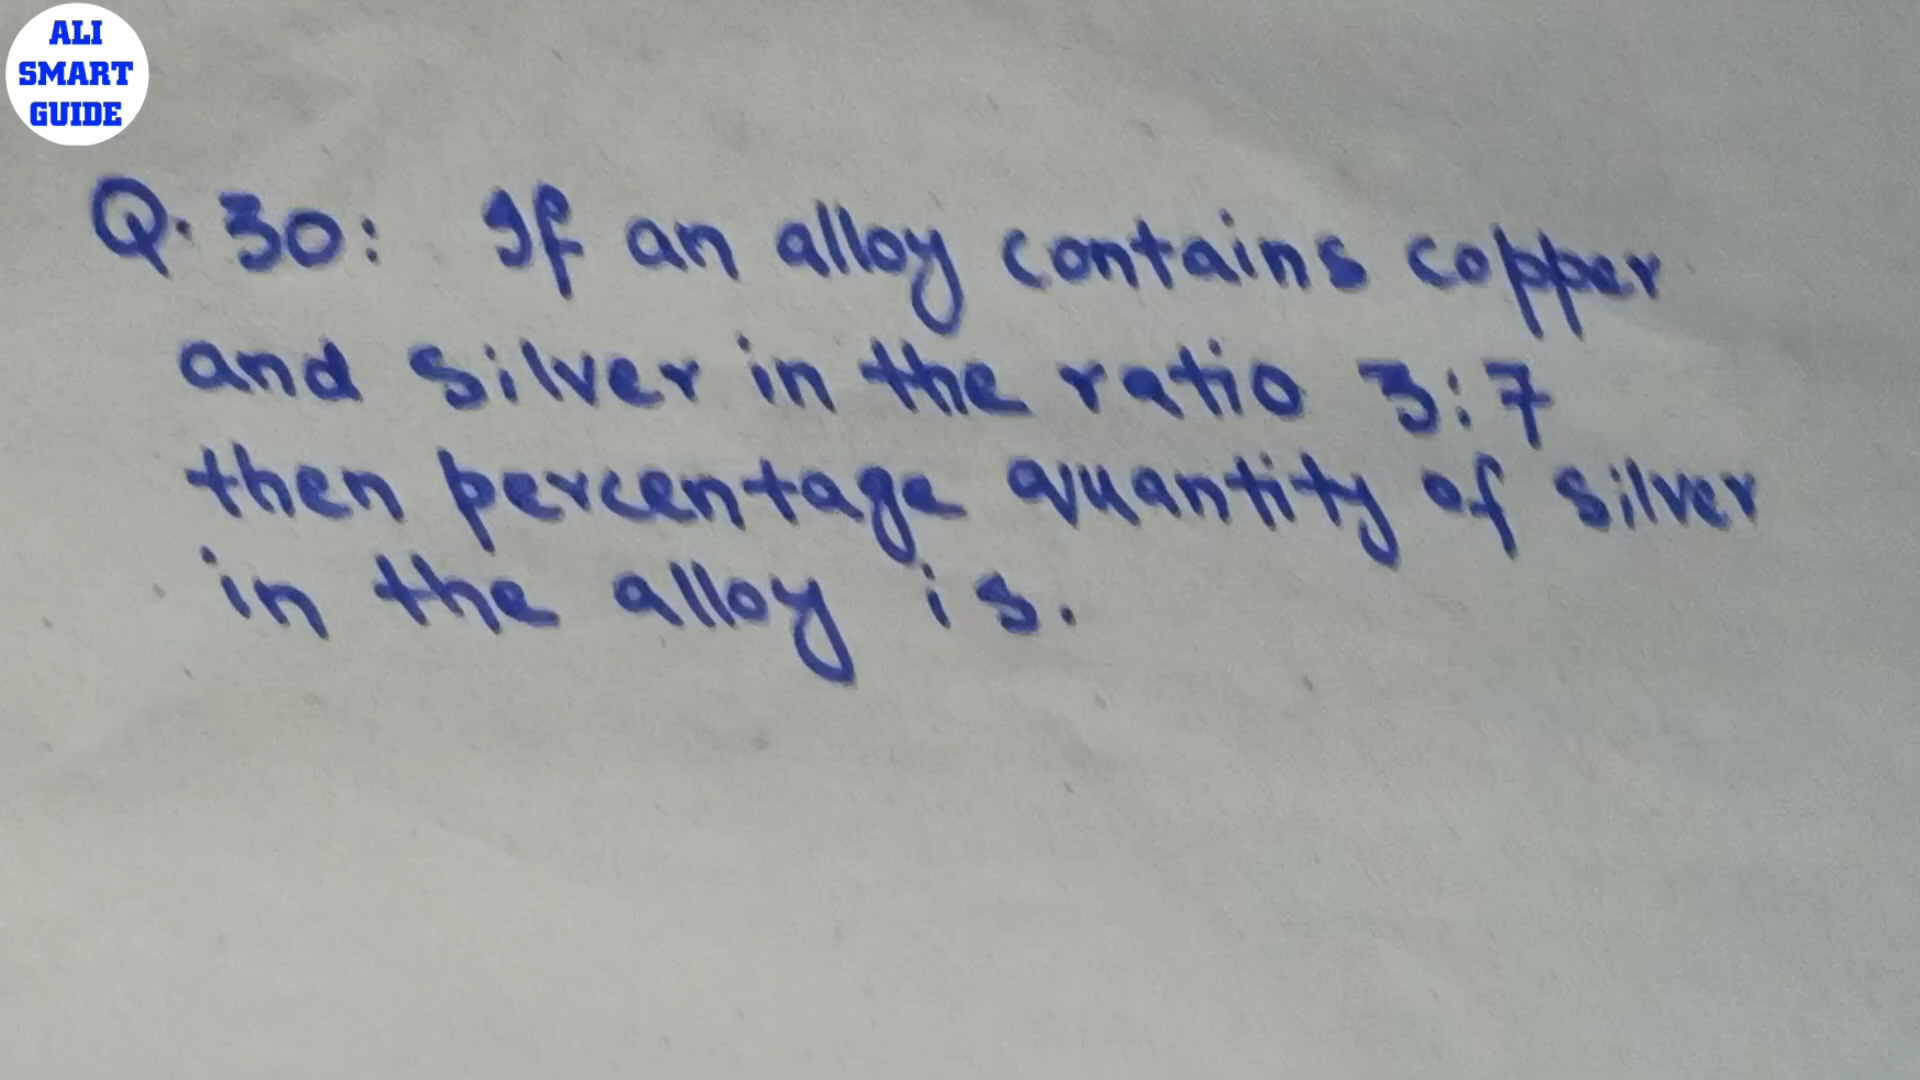 ALI
SMART
GUIDE
Q. 30: If an alloy contains copper
and silver in the ratio 3:7
then percentage quantity of silver
in the alloy is.